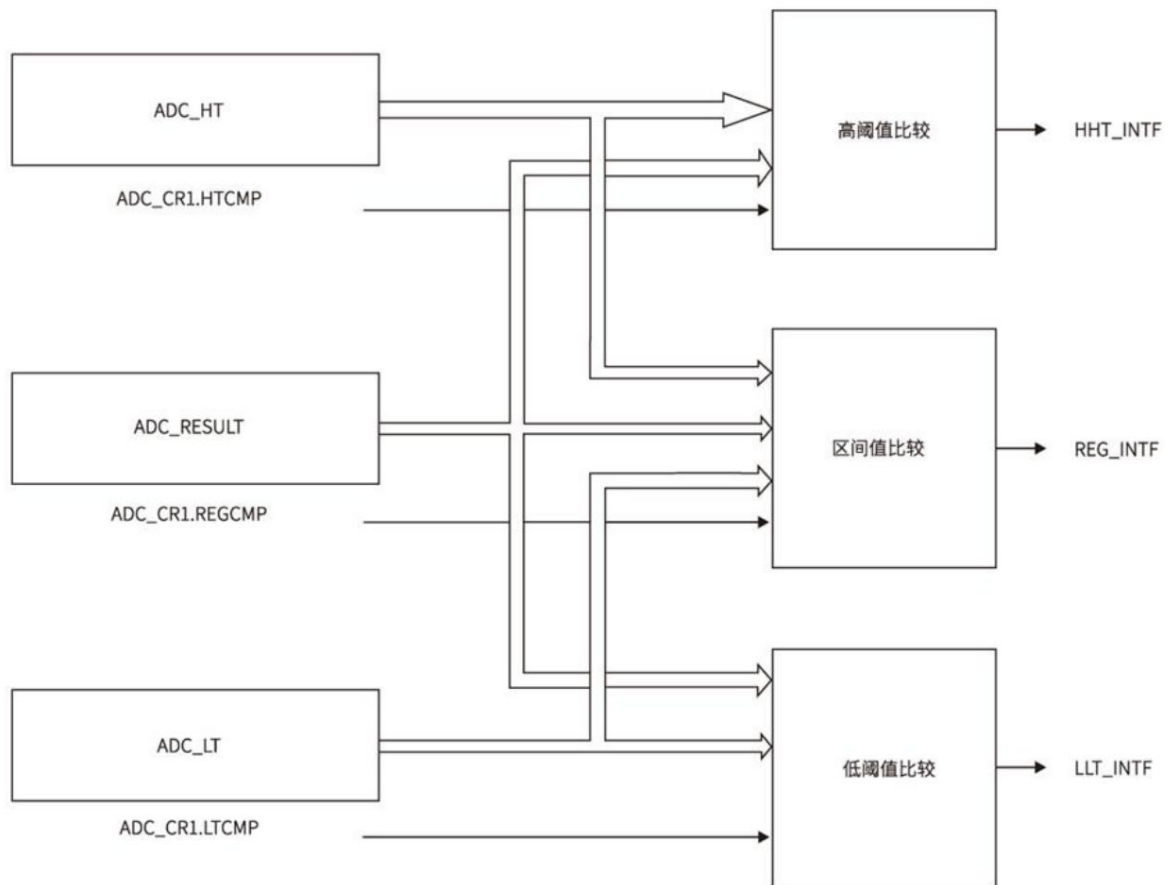 ADC_HT
高阈值比较
HHT_INTF
ADC_CR1.HTCMP
ADC_RESULT
区间值比较
REG_INTF
ADC_CR1.REGCMP
ADC_LT
低阈值比较
LLT_INTF
ADC_CR1.LTCMP